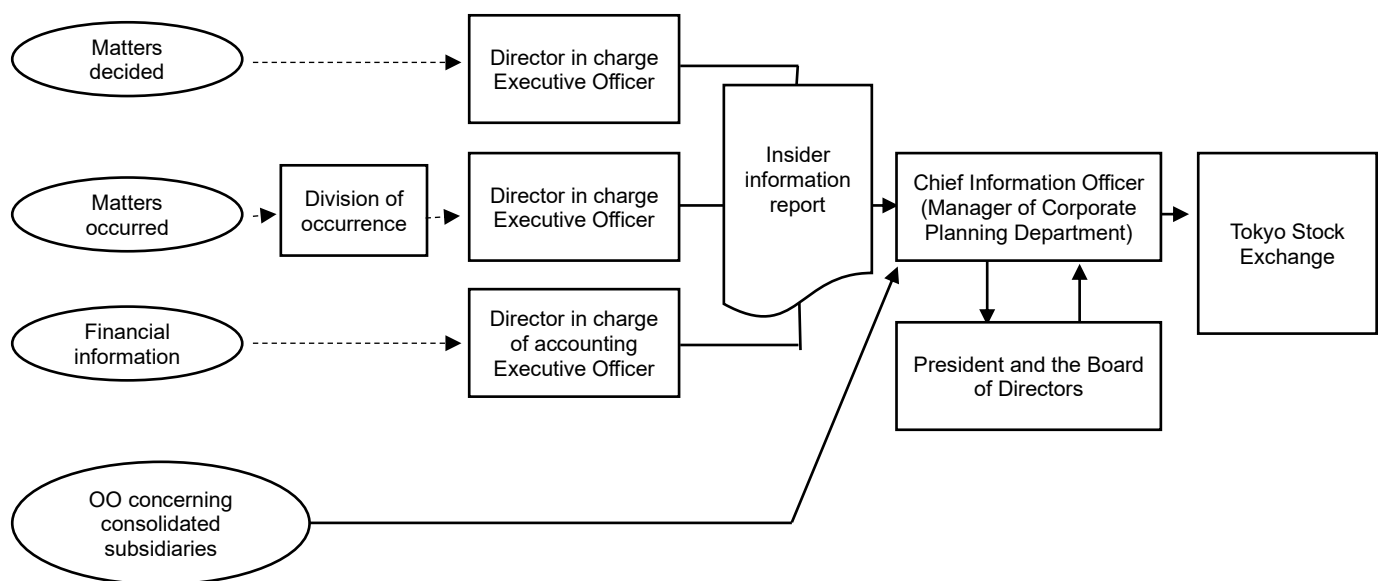 Matters
decided
Director in charge
Executive Officer
Insider
information
report
Matters
occurred
Division of
occurrence
Director in charge
Executive Officer
Chief Information Officer
(Manager of Corporate
Planning Department)
Tokyo Stock
Exchange
Financial
information
Director in charge
of accounting
Executive Officer
President and the Board
of Directors
OO concerning
consolidated
subsidiaries